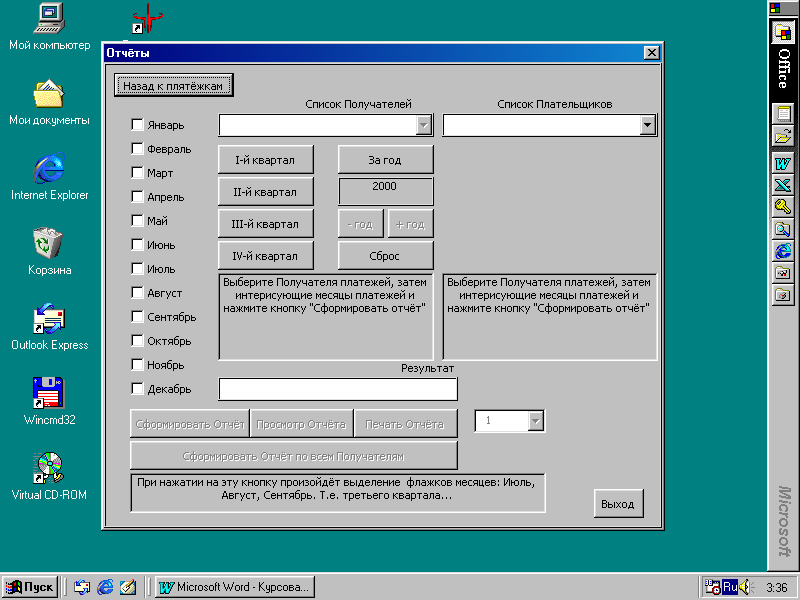 Мой компьютер
Мои документы
Internet Explorer
Корзина
Outlook Express
Wincmd32
Virtual CD-ROM
Отчёты
Назад к плятёжкам
Список Получателей
Список Плательщиков
Январь
Февраль
Март
Апрель
Май
Июнь
Июль
Август
Сентябрь
Октябрь
Ноябрь
Декабрь
I-й квартал
За год
II-й квартал
2000
III-й квартал
- год
+ год
IV-й квартал
Сброс
Выберите Получателя платежей, затем
интерисующие месяцы платежей и
нажмите кнопку "Сформировать отчёт"
Выберите Получателя платежей, затем
интерисующие месяцы платежей и
нажмите кнопку "Сформировать отчёт"
Результат
Сформировать Отчёт
Просмотр Отчёта
Печать Отчёта
1
Сформировать Отчёт по всем Получателям
При нажатии на эту кнопку произойдёт выделение флажков месяцев: Июль,
Август, Сентябрь. Т.е. третьего квартала...
Выход
Office
Microsoft
Пуск
Microsoft Word - Курсова...
Ru
3:36